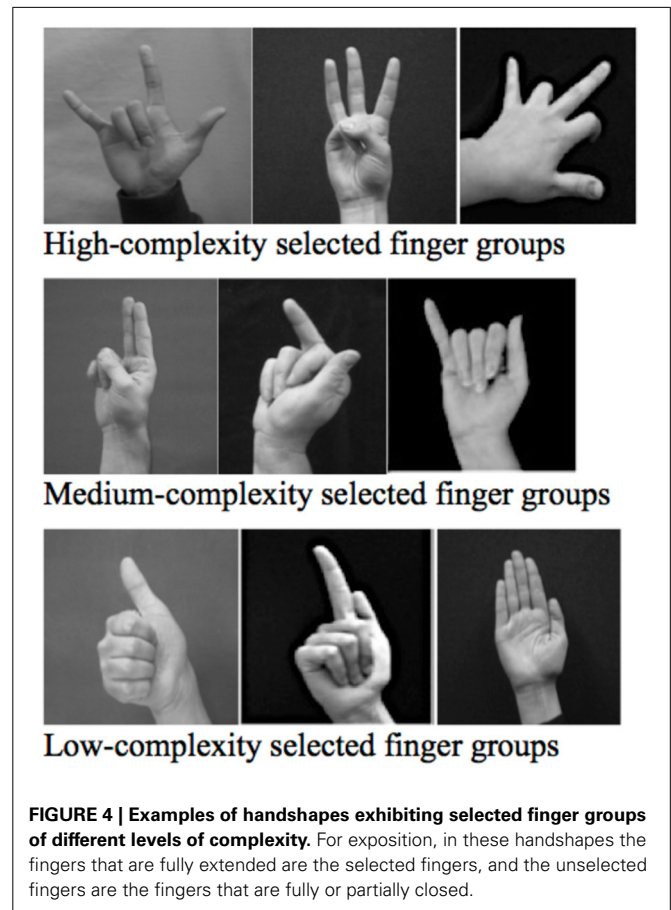 High-complexity selected finger groups
Medium-complexity selected finger groups
Low-complexity selected finger groups
FIGURE 4 | Examples of handshapes exhibiting selected finger groups
of different levels of complexity. For exposition, in these handshapes the
fingers that are fully extended are the selected fingers, and the unselected
fingers are the fingers that are fully or partially closed.